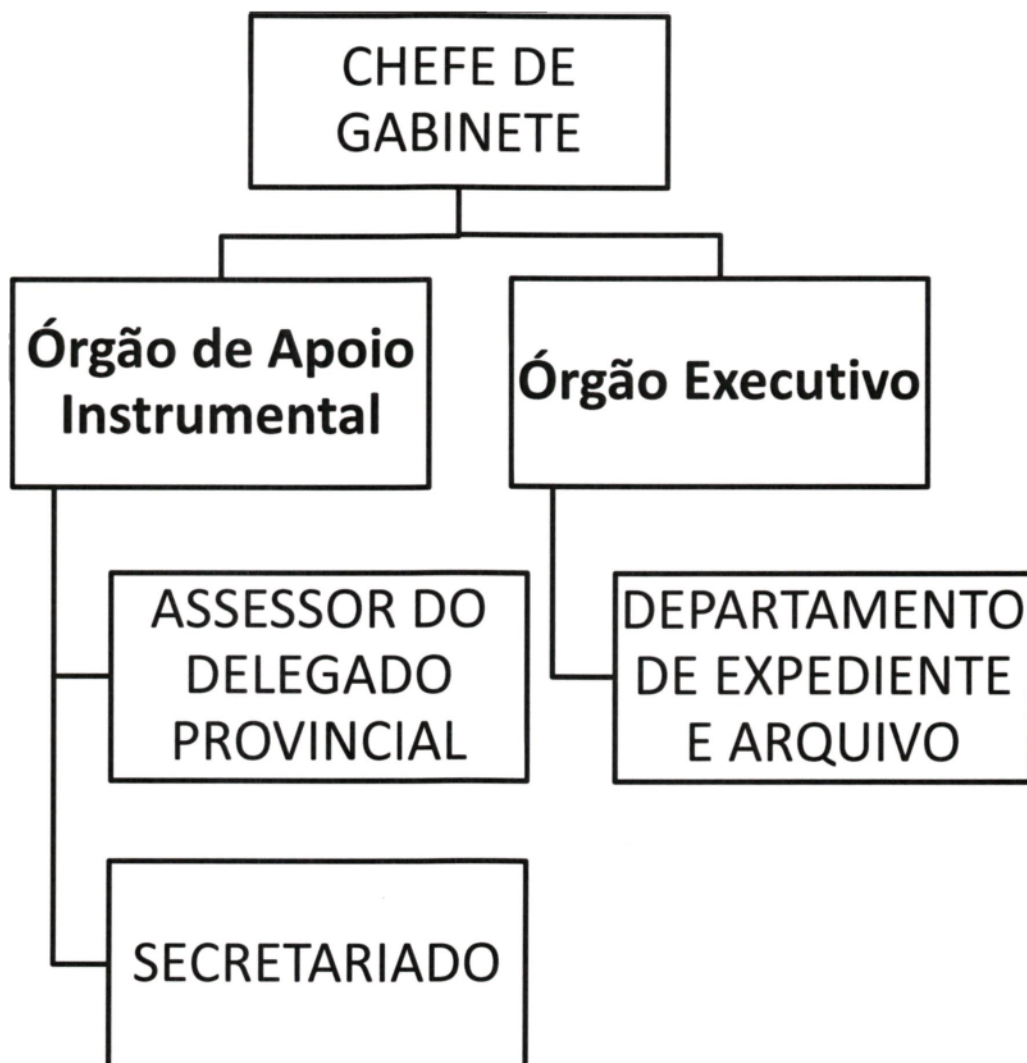 CHEFE DE
GABINETE
Órgão de Apoio
Instrumental
Órgão Executivo
ASSESSOR DO
DELEGADO
PROVINCIAL
DEPARTAMENTO
DE EXPEDIENTE
E ARQUIVO
SECRETARIADO